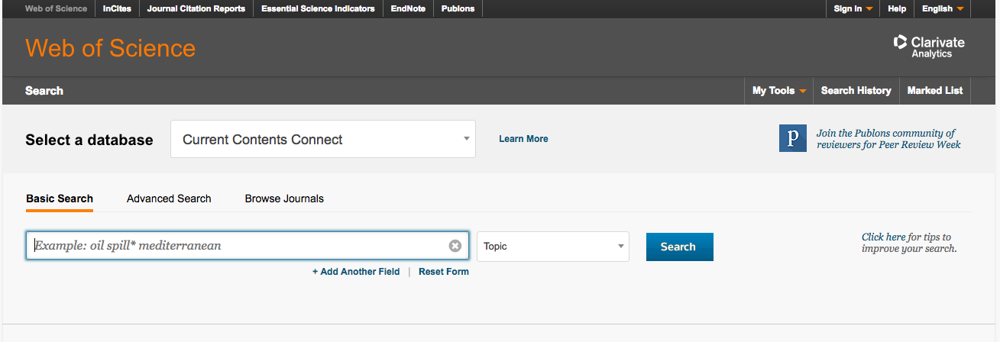 Web of Science InCites Journal Citation Reports Essential Science Indicators EndNote Publons Sign In Help English
Web of Science
Clarivate
Analytics
Search My Tools Search History Marked List
Select a database Current Contents Connect Learn More
p
Join the Publons community of
reviewers for Peer Review Week
Basic Search Advanced Search Browse Journals
Example: oil spill* mediterranean Topic Search
Click here for tips to
improve your search.
+ Add Another Field | Reset Form